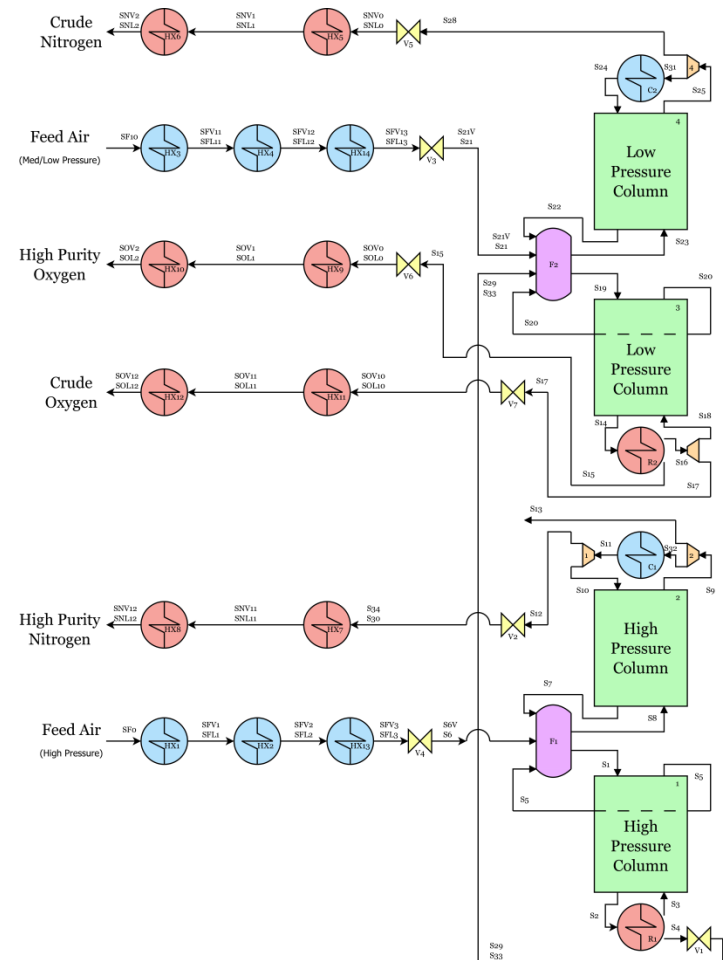 Crude
Nitrogen
SNV2
SNL2
HX6
SNV1
SNL1
HX5
SNV0
SNL0
V5
S28
S24
C2
S31
4
S25
4
Low
Pressure
Column
Feed Air
(Med/Low Pressure)
SF10
HX3
SFV11
SFL11
HX4
SFV12
SFL12
HX14
SFV13
SFL13
V3
S21V
S21
S22
S23
S21V
S21
F2
S29
S33
S19
S20
S20
3
Low
Pressure
Column
High Purity
Oxygen
SOV2
SOL2
HX10
SOV1
SOL1
HX9
SOV0
SOL0
V6
S15
Crude
Oxygen
SOV12
SOL12
HX12
SOV11
SOL11
HX11
SOV10
SOL10
V7
S17
S14
R2
S18
S16
S15
S17
S13
1
S11
C1
S32
2
S10
S9
2
High
Pressure
Column
High Purity
Nitrogen
SNV12
SNL12
HX8
SNV11
SNL11
HX7
S34
S30
V2
S12
S7
S8
Feed Air
(High Pressure)
SF0
HX1
SFV1
SFL1
HX2
SFV2
SFL2
HX13
SFV3
SFL3
V4
S6V
S6
F1
S1
S5
S5
1
High
Pressure
Column
S2
R1
S3
S4
V1
S29
S33